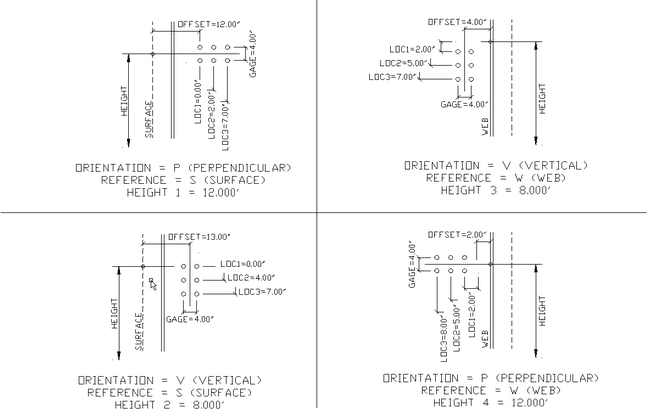 OFFSET=12.00"
GAGE=4.00"
HEIGHT
SURFACE
LOC1=0.00"
LOC2=2.00"
LOC3=7.00"
ORIENTATION = P (PERPENDICULAR)
REFERENCE = S (SURFACE)
HEIGHT 1 = 12.000'
OFFSET=4.00"
LOC1=2.00"
LOC2=5.00"
LOC3=7.00"
GAGE=4.00"
WEB
HEIGHT
ORIENTATION = V (VERTICAL)
REFERENCE = W (WEB)
HEIGHT 3 = 8.000'
OFFSET=13.00"
LOC1=0.00"
LOC2=4.00"
LOC3=7.00"
HEIGHT
SURFACE
GAGE=4.00"
ORIENTATION = V (VERTICAL)
REFERENCE = S (SURFACE)
HEIGHT 2 = 8.000'
OFFSET=2.00"
GAGE=4.00"
LOC3=8.00"
LOC2=5.00"
LOC1=2.00"
WEB
HEIGHT
ORIENTATION = P (PERPENDICULAR)
REFERENCE = W (WEB)
HEIGHT 4 = 12.000'